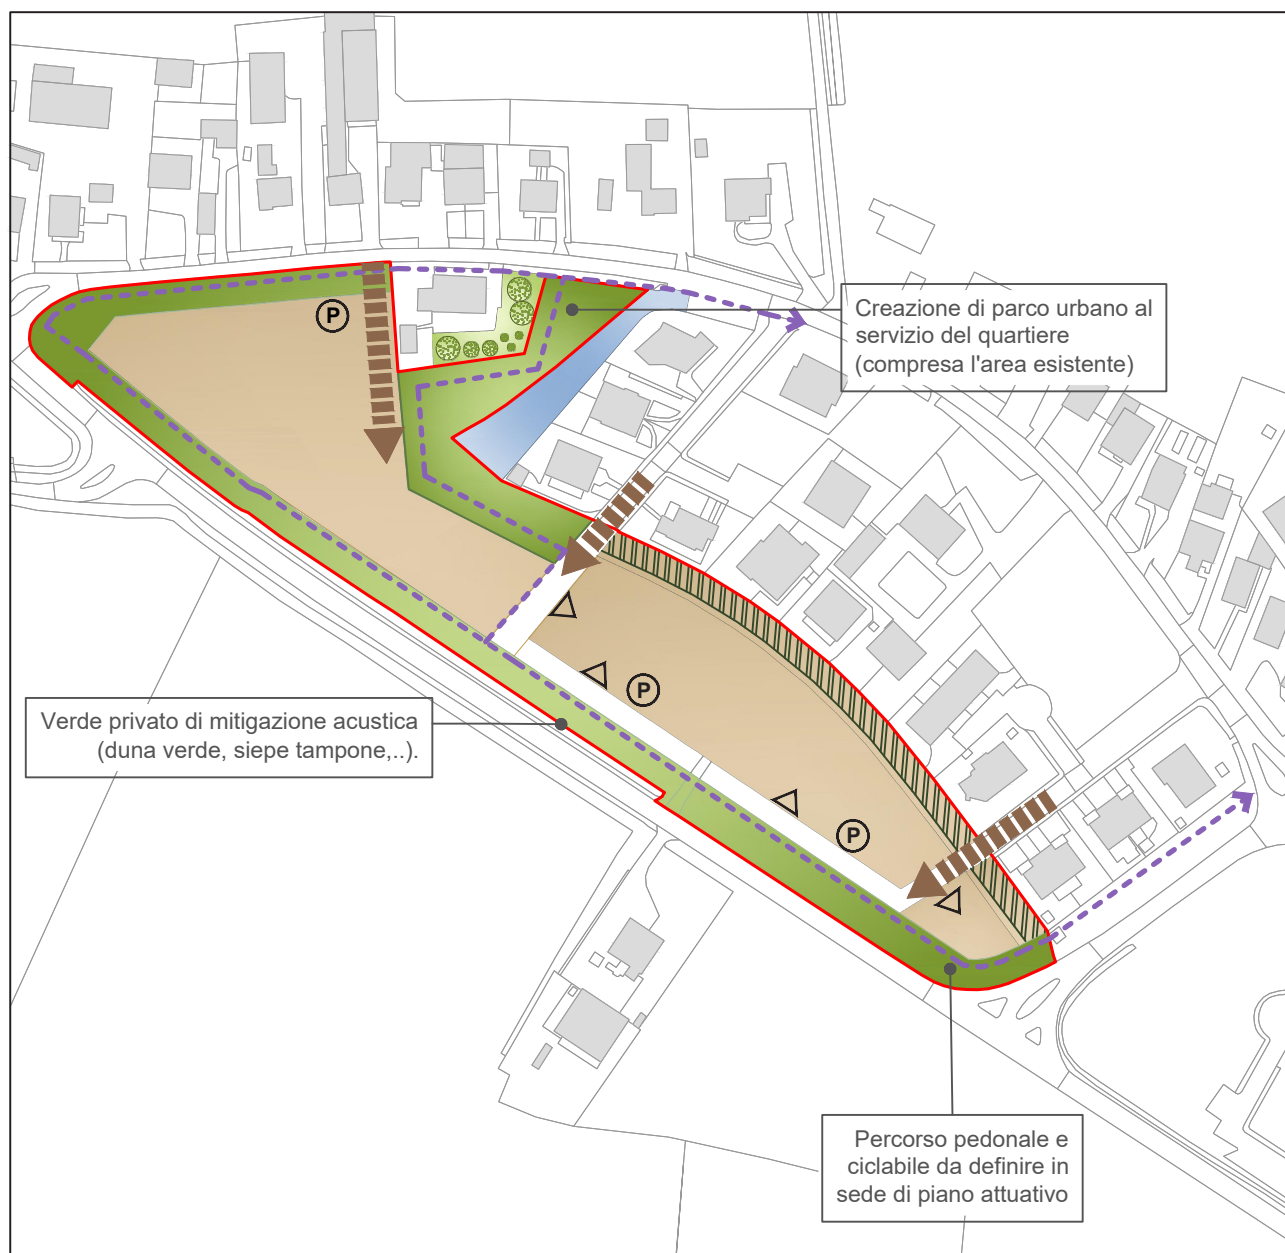 P
Creazione di parco urbano al
servizio del quartiere
(compresa l'area esistente)
P
Verde privato di mitigazione acustica
(duna verde, siepe tampone,..).
P
Percorso pedonale e
ciclabile da definire in
sede di piano attuativo